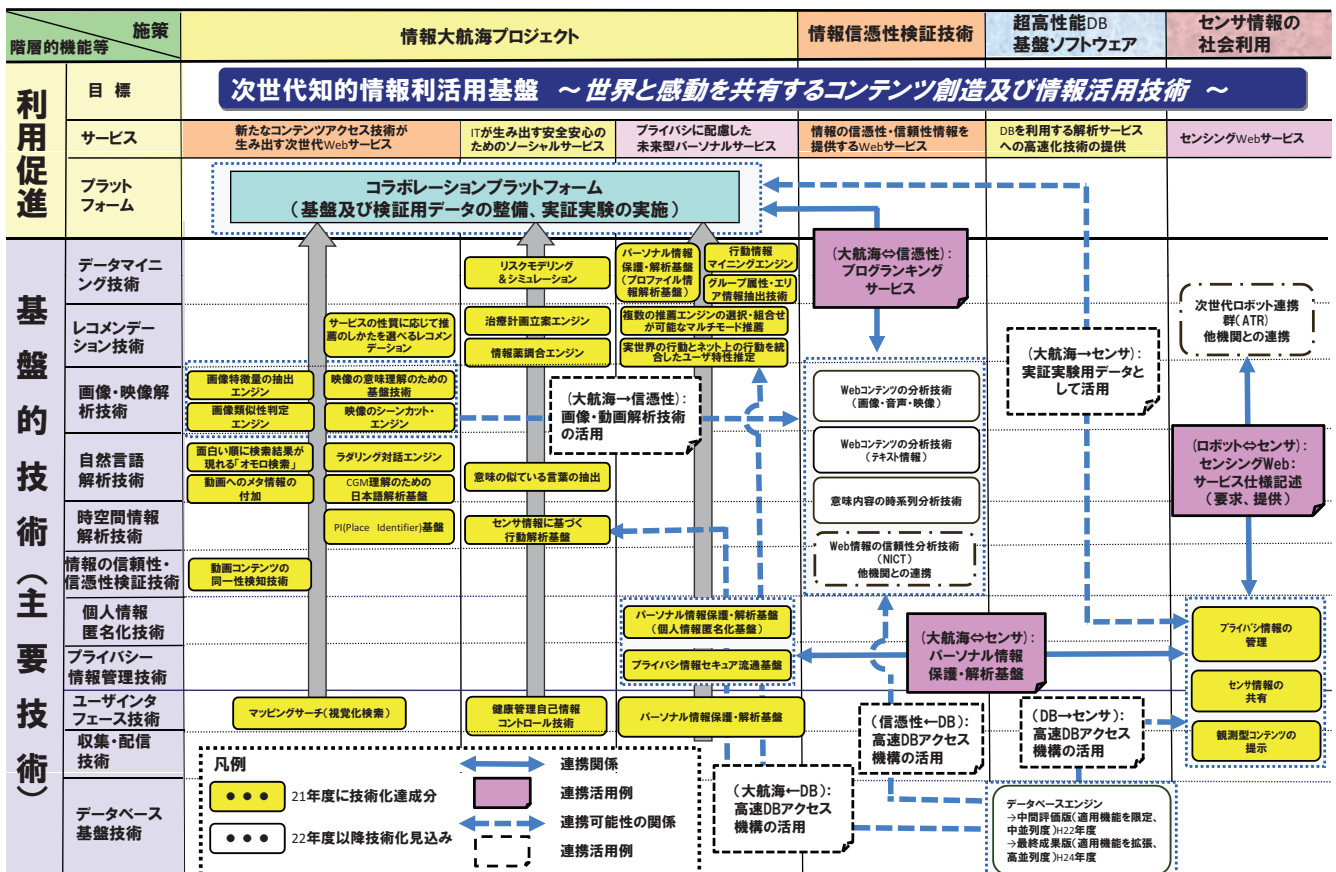 施策
階層的機能等
情報大航海プロジェクト
情報信憑性検証技術
超高性能DB
基盤ソフトウェア
センサ情報の
社会利用
利用促進
目 標
次世代知的情報利活用基盤 ～世界と感動を共有するコンテンツ創造及び情報活用技術 ～
サービス
新たなコンテンツアクセス技術が
生み出す次世代Webサービス
ITが生み出す安全安心の
ためのソーシャルサービス
プライバシに配慮した
未来型パーソナルサービス
情報の信憑性・信頼性情報を
提供するWebサービス
DBを利用する解析サービス
への高速化技術の提供
センシングWebサービス
プラット
フォーム
コラボレーションプラットフォーム
（基盤及び検証用データの整備、実証実験の実施）
基盤的技術（主要技術）
データマイニ
ング技術
リスクモデリング
＆シミュレーション
パーソナル情報
保護・解析基盤
（プロファイル情
報解析基盤）
行動情報
マイニングエンジン
グループ属性・エリ
ア情報抽出技術
（大航海⇔信憑性）：
ブログランキング
サービス
レコメンデー
ション技術
サービスの性質に応じて推
薦のしかたを選べるレコメン
デーション
治療計画立案エンジン
情報薬調合エンジン
複数の推薦エンジンの選択・組合せ
が可能なマルチモード推薦
実世界の行動とネット上の行動を統
合したユーザ特性推定
（大航海→センサ）：
実証実験用データと
して活用
次世代ロボット連携
群（ATR）
他機関との連携
画像・映像解
析技術
画像特徴量の抽出
エンジン
映像の意味理解のための
基盤技術
画像類似性判定
エンジン
映像のシーンカット・
エンジン
（大航海→信憑性）：
画像・動画解析技術
の活用
Webコンテンツの分析技術
（画像・音声・映像）
自然言語
解析技術
面白い順に検索結果が
現れる「オモロ検索」
ラダリング対話エンジン
動画へのメタ情報の
付加
CGM理解のための
日本語解析基盤
意味の似ている言葉の抽出
Webコンテンツの分析技術
（テキスト情報）
意味内容の時系列分析技術
（ロボット⇔センサ）：
センシングWeb：
サービス仕様記述
（要求、提供）
時空間情報
解析技術
PI(Place Identifier)基盤
センサ情報に基づく
行動解析基盤
Web情報の信頼性分析技術
（NICT）
他機関との連携
情報の信頼性・
信憑性検証技術
動画コンテンツの
同一性検知技術
個人情報
匿名化技術
パーソナル情報保護・解析基盤
（個人情報匿名化基盤）
（大航海⇔センサ）：
パーソナル情報
保護・解析基盤
プライバシ情報の
管理
プライバシー
情報管理技術
プライバシ情報セキュア流通基盤
センサ情報の
共有
ユーザインタ
フェース技術
マッピングサーチ（視覚化検索）
健康管理自己情報
コントロール技術
パーソナル情報保護・解析基盤
（信憑性←DB）：
高速DBアクセス
機構の活用
（DB→センサ）：
高速DBアクセス
機構の活用
観測型コンテンツの
提示
収集・配信
技術
データベース
基盤技術
凡例
● ● ●
21年度に技術化達成分
● ● ●
22年度以降技術化見込み
連携関係
連携活用例
連携可能性の関係
連携活用例
（大航海←DB）：
高速DBアクセス
機構の活用
データベースエンジン
→中間評価版（適用機能を限定、
中並列度）H22年度
→最終成果版（適用機能を拡張、
高並列度）H24年度